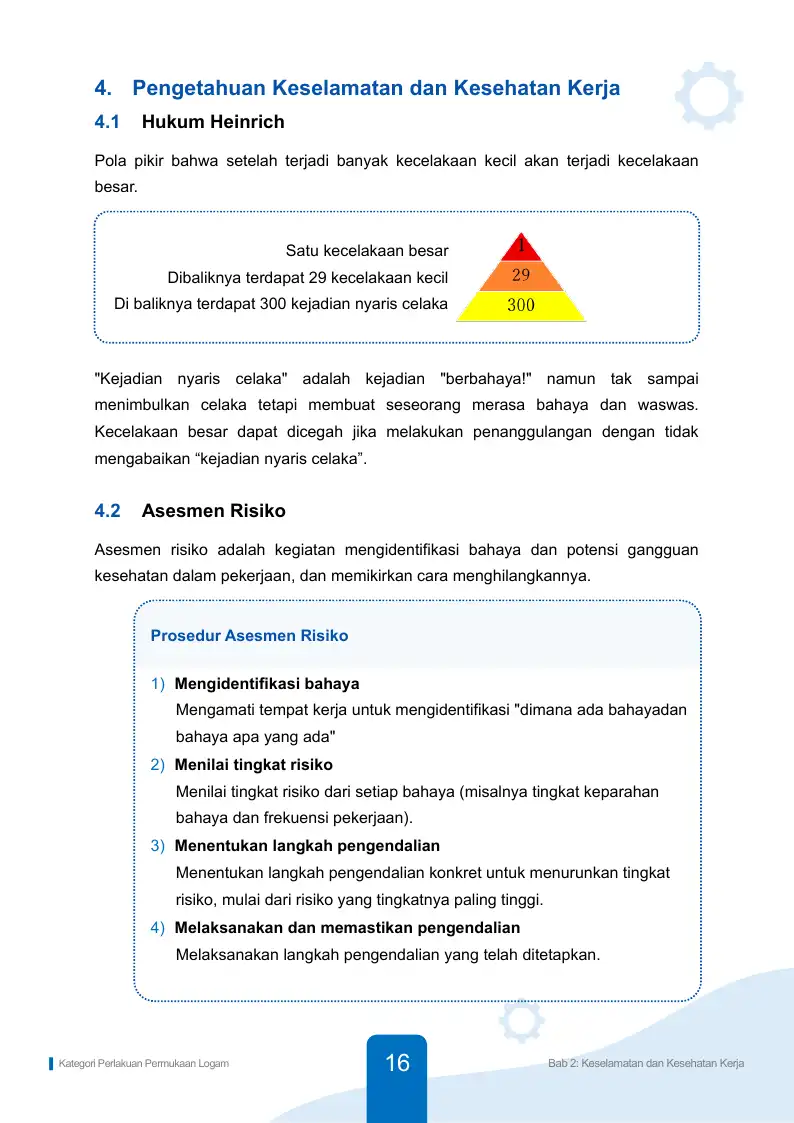 4. Pengetahuan Keselamatan dan Kesehatan Kerja
4.1 Hukum Heinrich
Pola pikir bahwa setelah terjadi banyak kecelakaan kecil akan terjadi kecelakaan
besar.
Satu kecelakaan besar
Dibaliknya terdapat 29 kecelakaan kecil
Di baliknya terdapat 300 kejadian nyaris celaka
1
29
300
"Kejadian nyaris celaka" adalah kejadian "berbahaya!" namun tak sampai
menimbulkan celaka tetapi membuat seseorang merasa bahaya dan waswas.
Kecelakaan besar dapat dicegah jika melakukan penanggulangan dengan tidak
mengabaikan “kejadian nyaris celaka”.
4.2 Asesmen Risiko
Asesmen risiko adalah kegiatan mengidentifikasi bahaya dan potensi gangguan
kesehatan dalam pekerjaan, dan memikirkan cara menghilangkannya.
Prosedur Asesmen Risiko
1) Mengidentifikasi bahaya
Mengamati tempat kerja untuk mengidentifikasi "dimana ada bahayadan
bahaya apa yang ada"
2) Menilai tingkat risiko
Menilai tingkat risiko dari setiap bahaya (misalnya tingkat keparahan
bahaya dan frekuensi pekerjaan).
3) Menentukan langkah pengendalian
Menentukan langkah pengendalian konkret untuk menurunkan tingkat
risiko, mulai dari risiko yang tingkatnya paling tinggi.
4) Melaksanakan dan memastikan pengendalian
Melaksanakan langkah pengendalian yang telah ditetapkan.
Kategori Perlakuan Permukaan Logam
16
Bab 2: Keselamatan dan Kesehatan Kerja